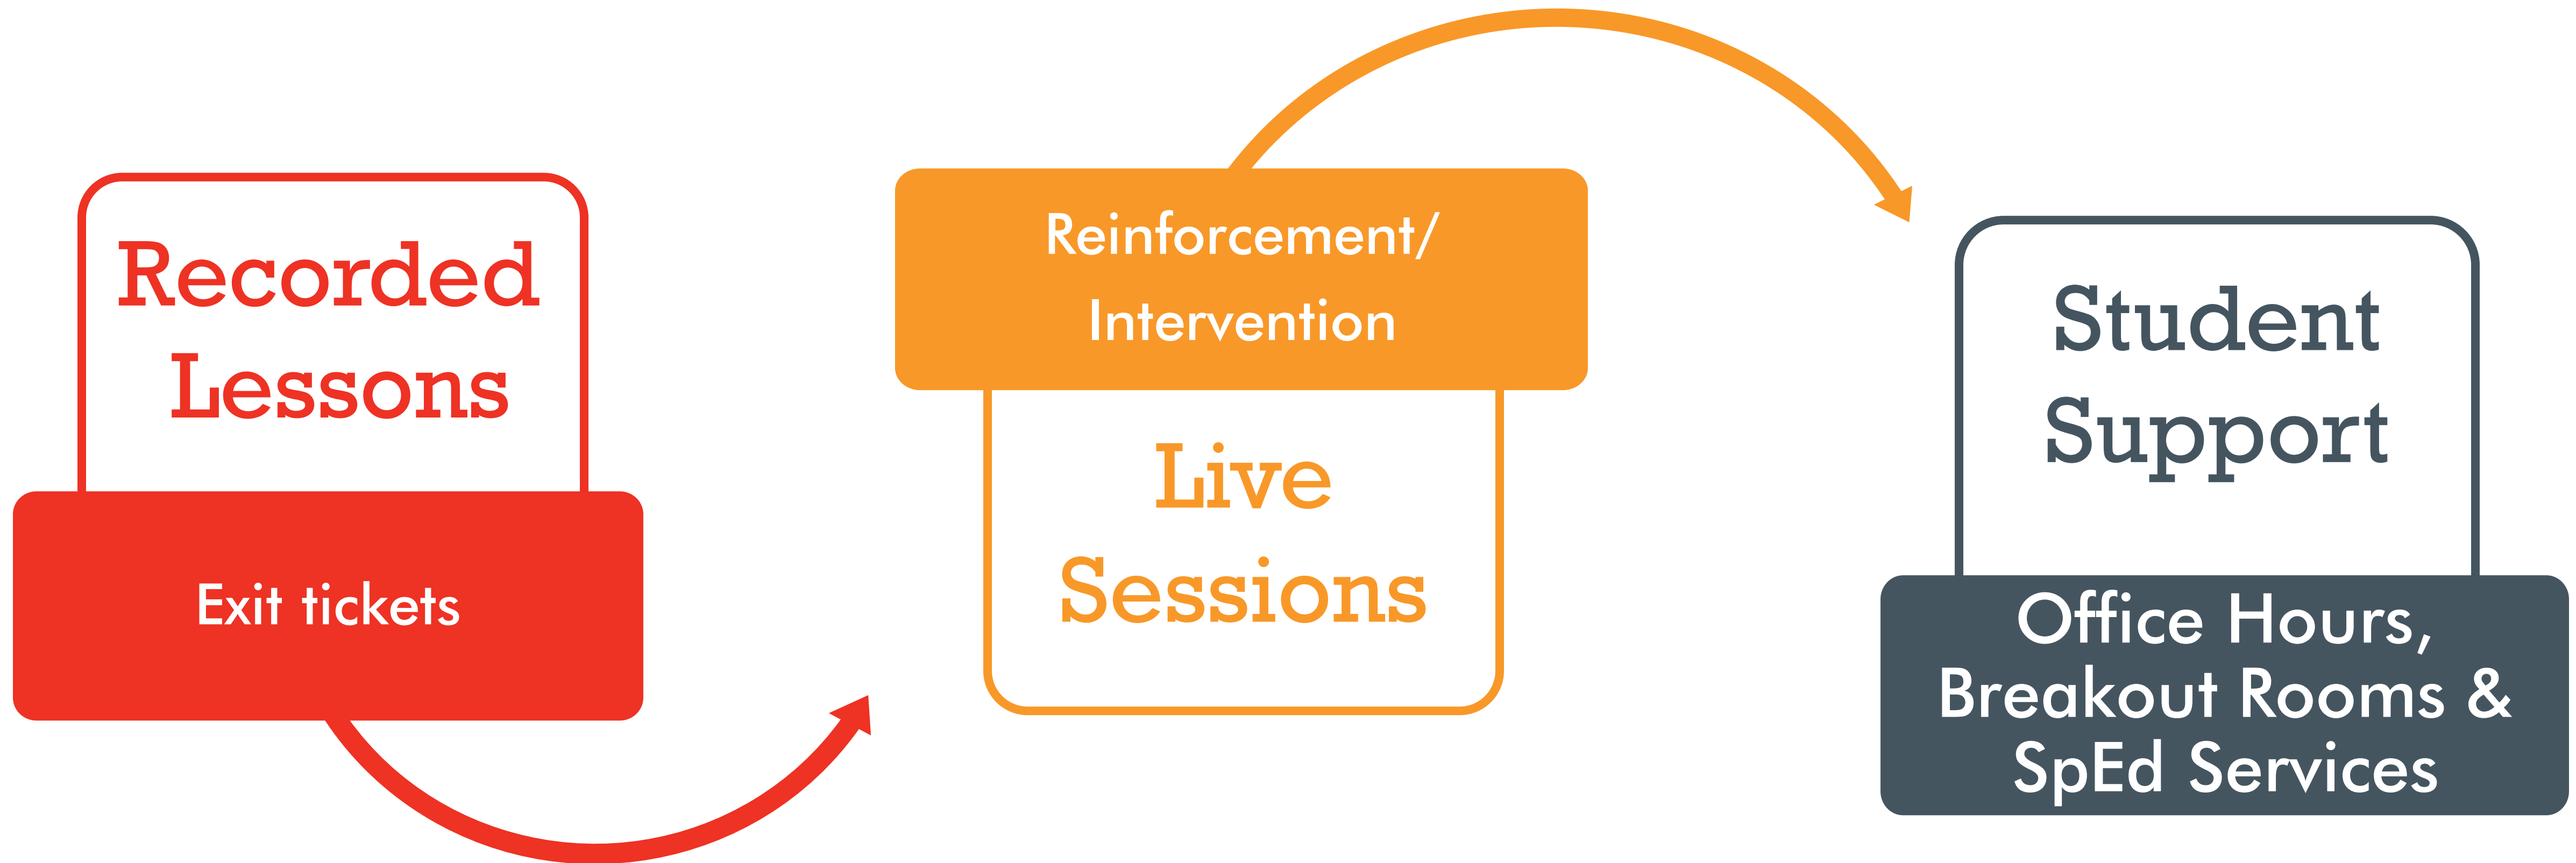 Recorded
Lessons
Exit tickets
Reinforcement/
Intervention
Live
Sessions
Student
Support
Office Hours,
Breakout Rooms &
SpEd Services